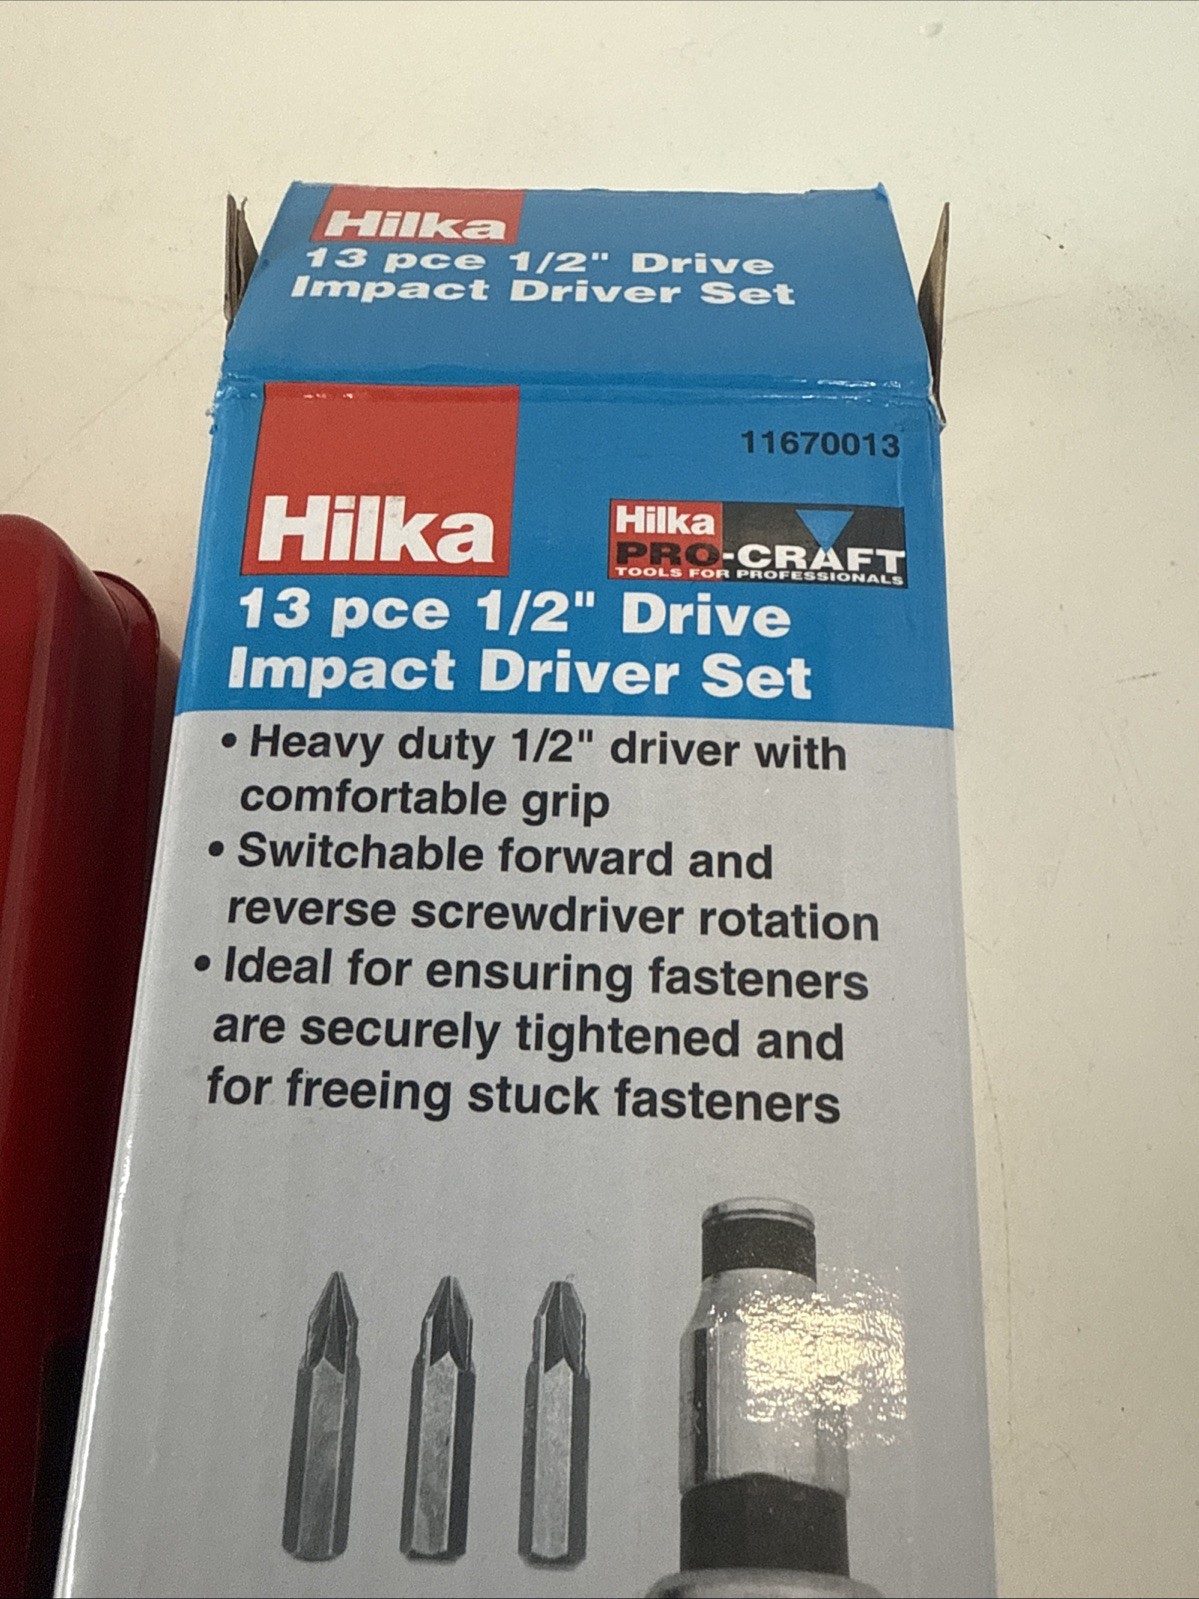 Hilka
13 pce 1/2" Drive
Impact Driver Set
11670013
Hilka
Hilka
PRO-CRAFT
TOOLS FOR PROFESSIONALS
13 pce 1/2" Drive
Impact Driver Set
• Heavy duty 1/2" driver with
comfortable grip
• Switchable forward and
reverse screwdriver rotation
• Ideal for ensuring fasteners
are securely tightened and
for freeing stuck fasteners